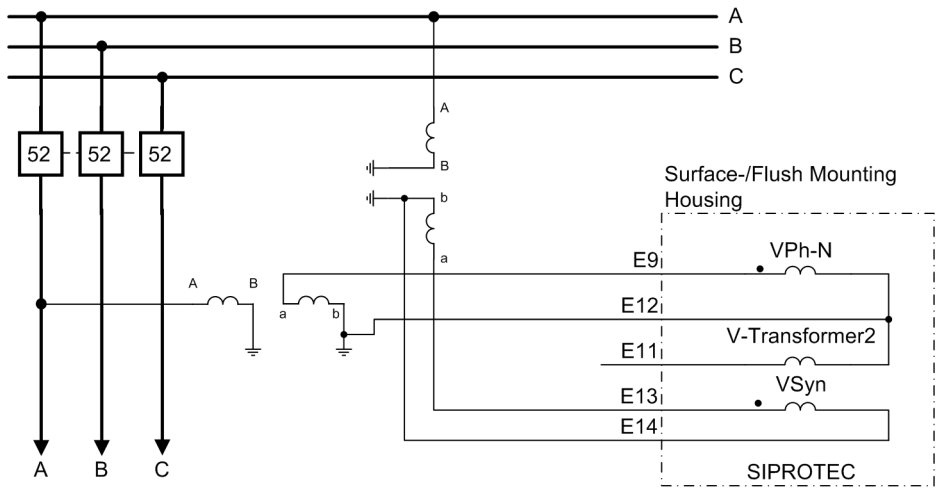 A
B
C
A
52
52
52
B
Surface-/Flush Mounting
Housing
b
a
E9
VPh-N
A
B
a
b
E12
E11
V-Transformer2
VSyn
E13
E14
A
B
C
SIPROTEC